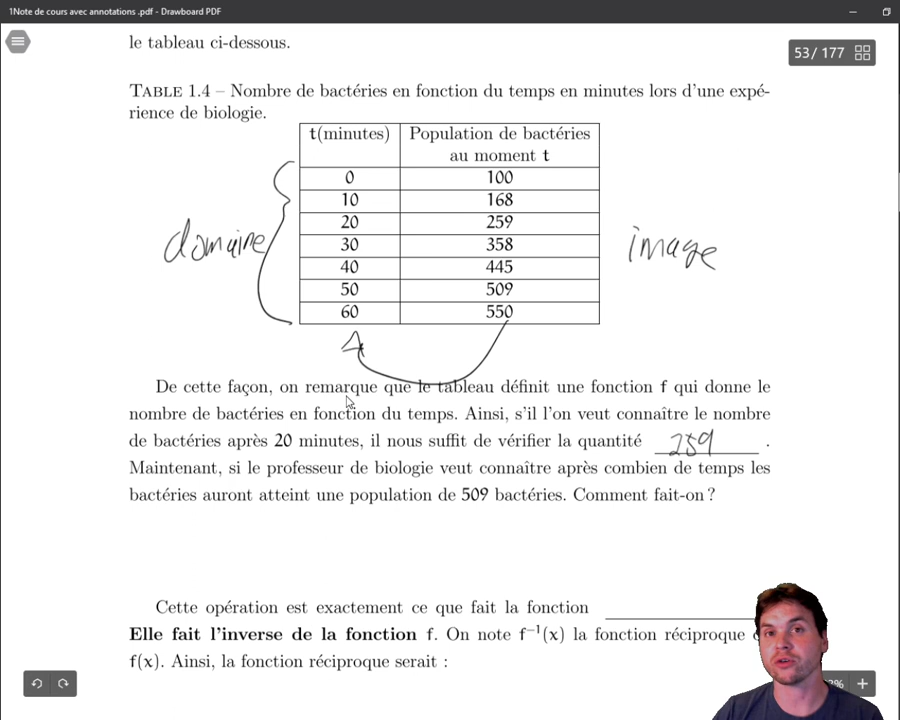 1Note de cours avec annotations .pdf - Drawboard PDF
53 / 177
le tableau ci-dessous.
TABLE 1.4 – Nombre de bactéries en fonction du temps en minutes lors d'une expé-
rience de biologie.
t(minutes) Population de bactéries
au moment t
0 100
10 168
20 259
30 358
40 445
50 509
60 550
domaine
image
De cette façon, on remarque que le tableau définit une fonction f qui donne le
nombre de bactéries en fonction du temps. Ainsi, s'il l'on veut connaître le nombre
de bactéries après 20 minutes, il nous suffit de vérifier la quantité 259 .
Maintenant, si le professeur de biologie veut connaître après combien de temps les
bactéries auront atteint une population de 509 bactéries. Comment fait-on ?
Cette opération est exactement ce que fait la fonction
Elle fait l'inverse de la fonction f. On note f⁻¹(x) la fonction réciproque
f(x). Ainsi, la fonction réciproque serait :